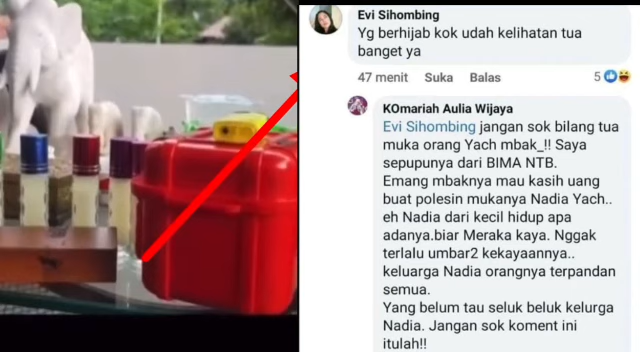 Evi Sihombing
Yg berhijab kok udah kelihatan tua
banget ya
47 menit Suka Balas 5
KOmariah Aulia Wijaya
Evi Sihombing jangan sok bilang tua
muka orang Yach mbak_!! Saya
sepupunya dari BIMA NTB.
Emang mbaknya mau kasih uang
buat polesin mukanya Nadia Yach..
eh Nadia dari kecil hidup apa
adanya.biar Meraka kaya. Nggak
terlalu umbar2 kekayaannya..
keluarga Nadia orangnya terpandan
semua.
Yang belum tau seluk beluk kelurga
Nadia. Jangan sok koment ini
itulah!!